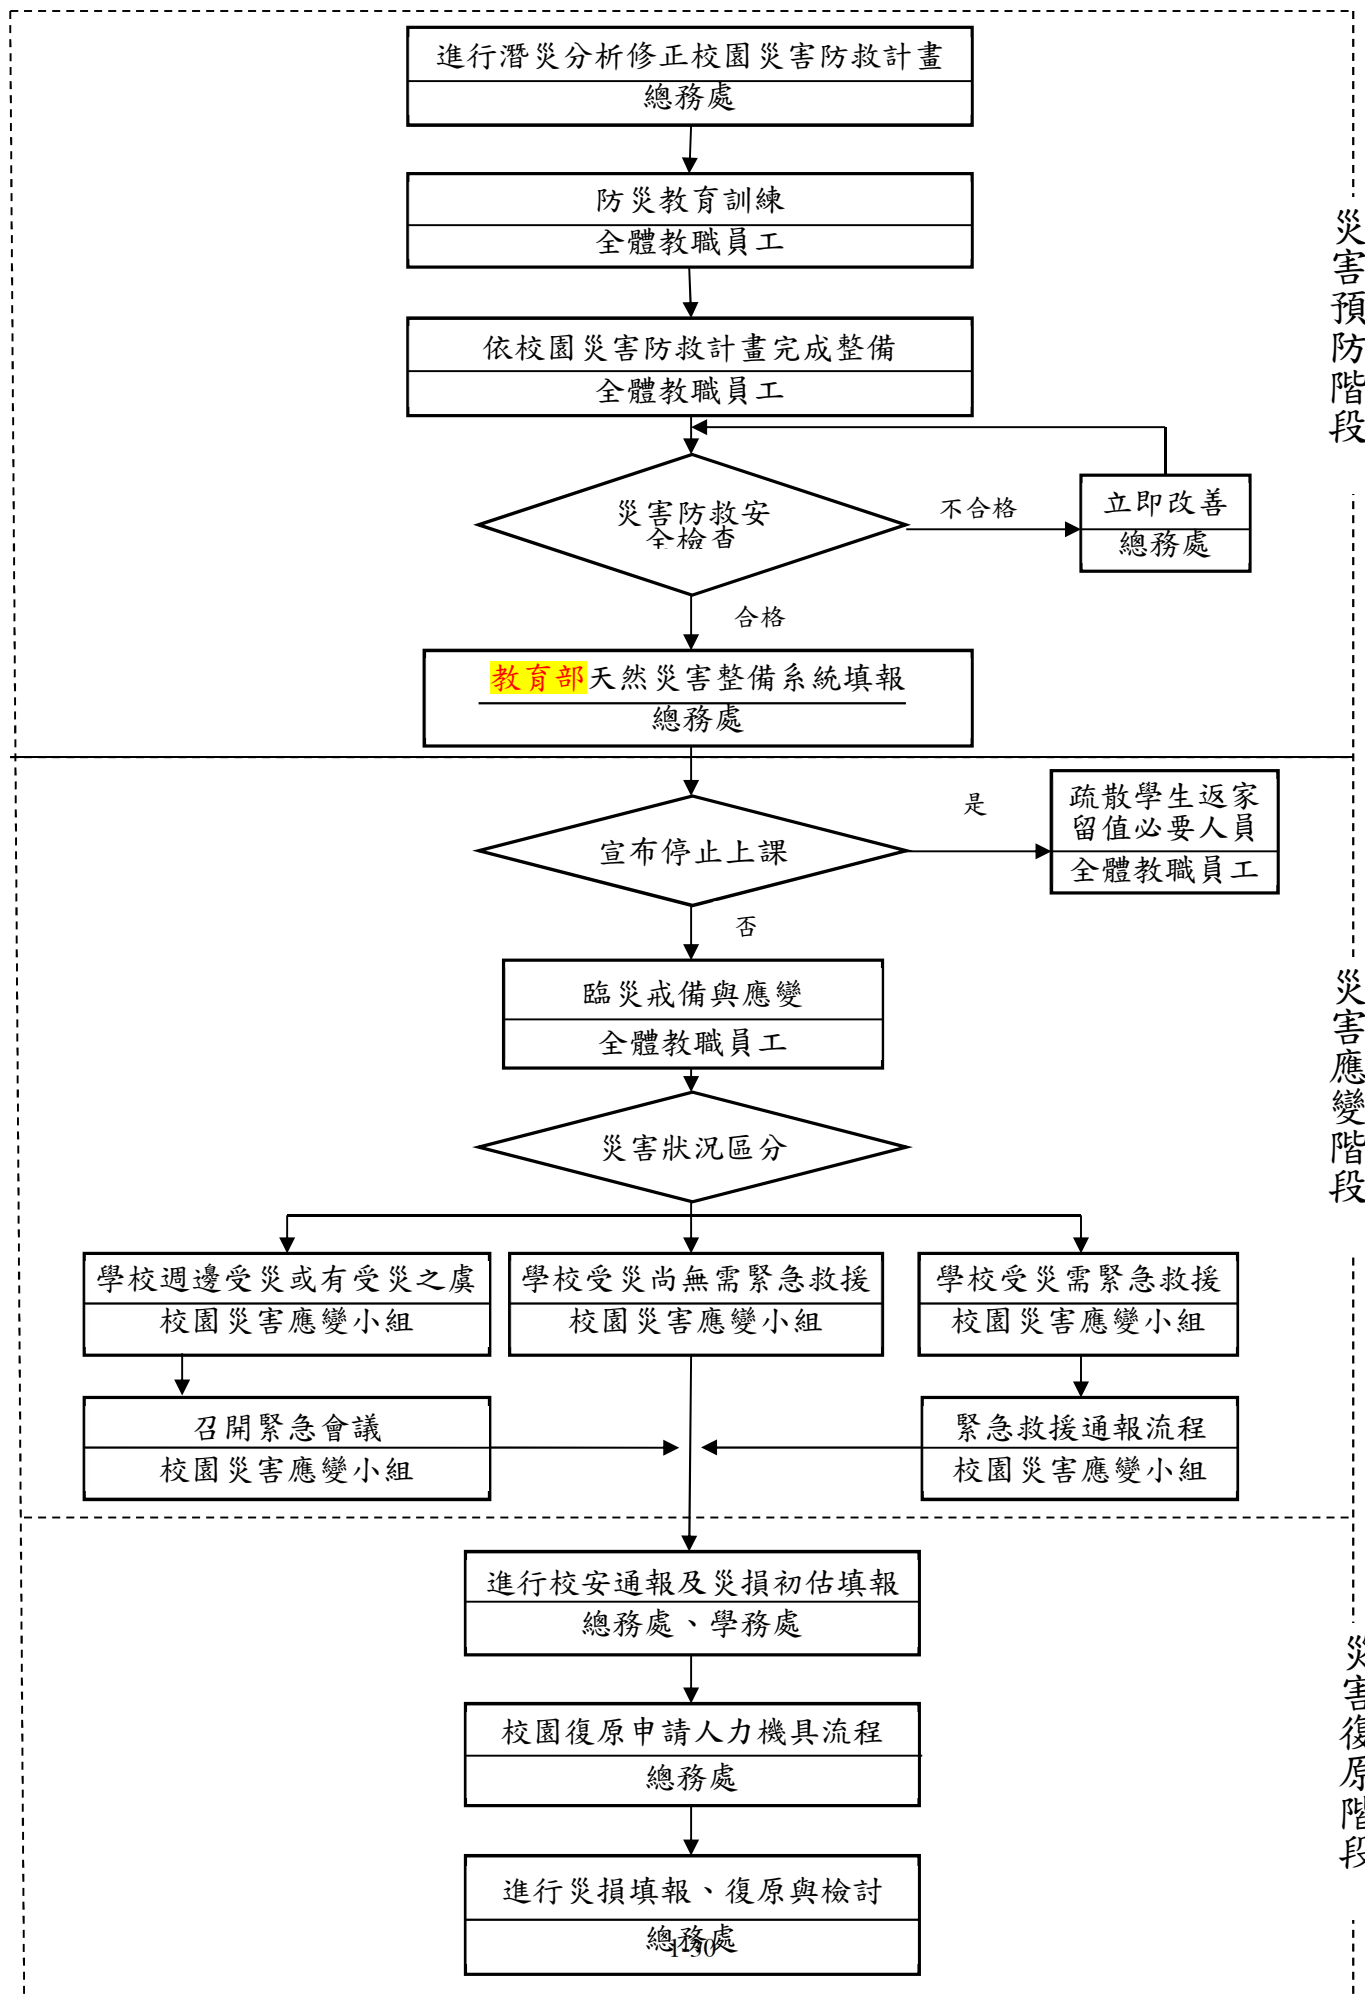 進行潛災分析修正校園災害防救計畫
總務處
防災教育訓練
全體教職員工
依校園災害防救計畫完成整備
全體教職員工
災害防救安
全檢查
不合格
立即改善
總務處
合格
教育部天然災害整備系統填報
總務處
災害預防階段
宣布停止上課
是
疏散學生返家
留值必要人員
全體教職員工
否
臨災戒備與應變
全體教職員工
災害狀況區分
學校週邊受災或有受災之虞
校園災害應變小組
學校受災尚無需緊急救援
校園災害應變小組
學校受災需緊急救援
校園災害應變小組
召開緊急會議
校園災害應變小組
緊急救援通報流程
校園災害應變小組
災害應變階段
進行校安通報及災損初估填報
總務處、學務處
校園復原申請人力機具流程
總務處
進行災損填報、復原與檢討
總務處
1-30
災害復原階段